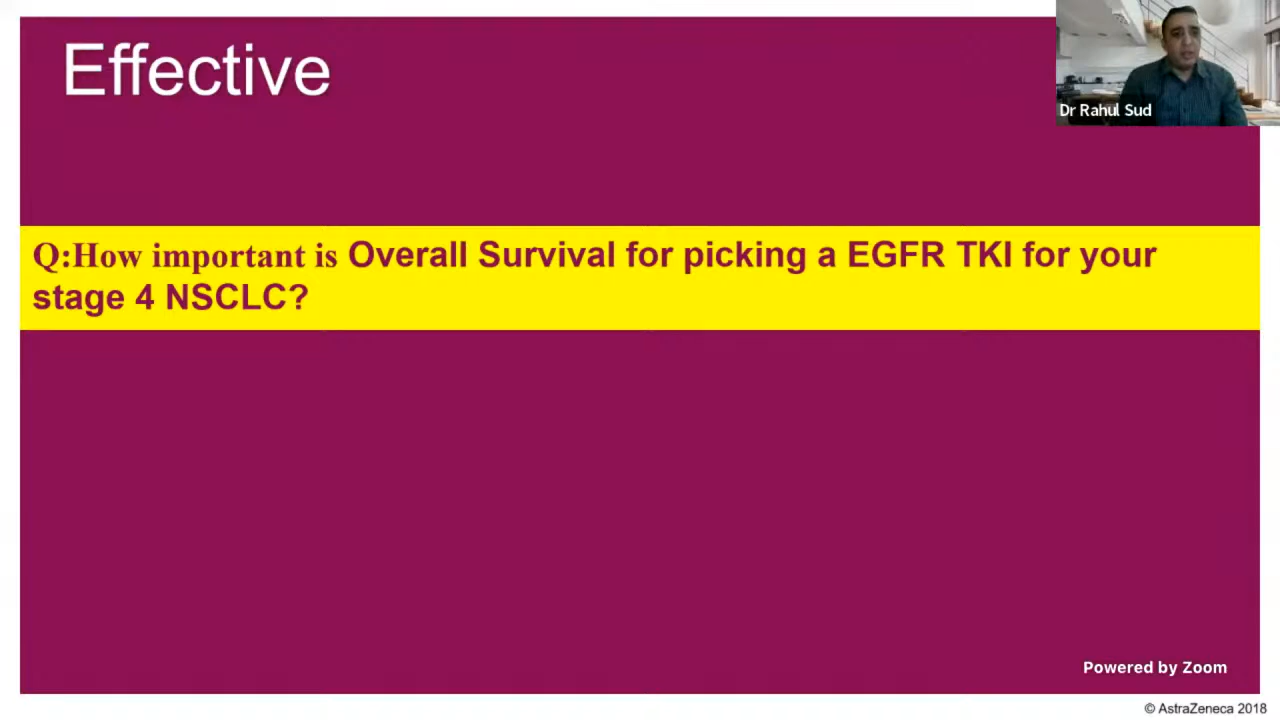 Effective
Dr Rahul Sud
Q:How important is Overall Survival for picking a EGFR TKI for your
stage 4 NSCLC?
Powered by Zoom
© AstraZeneca 2018